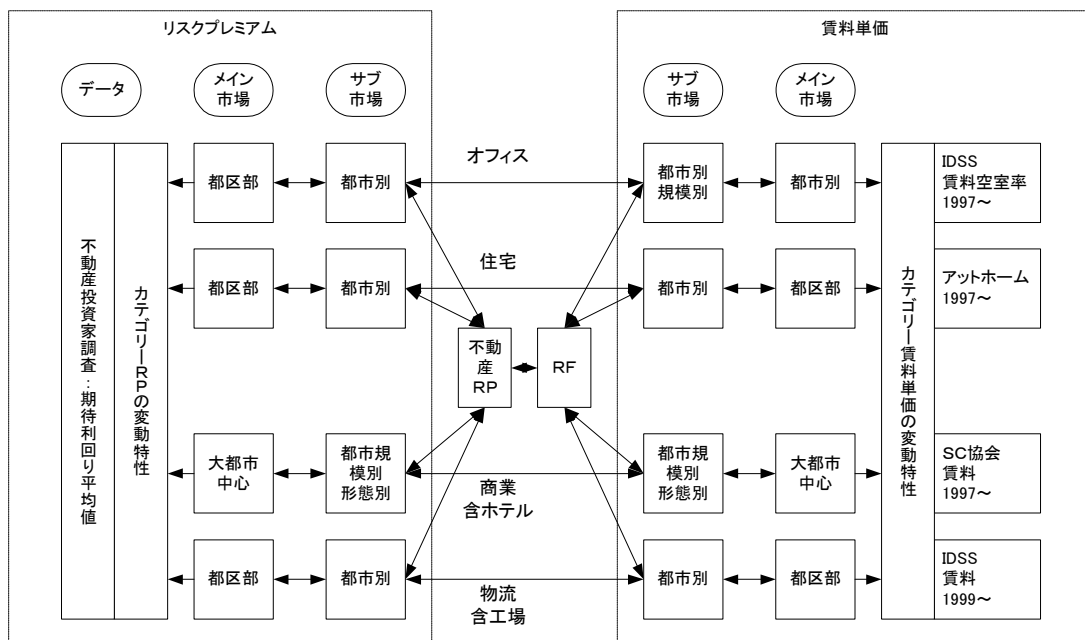 リスクプレミアム
賃料単価
データ
メイン
市場
サブ
市場
サブ
市場
メイン
市場
不動産投資家調査：期待利回り平均値
カテゴリーRPの変動特性
都区部
都市別
オフィス
都市別
規模別
都市別
IDSS
賃料空室率
1997～
都区部
都市別
住宅
都市別
都区部
アットホーム
1997～
不動
産
RP
RF
カテゴリー賃料単価の変動特性
大都市
中心
都市規
模別
形態別
商業
含ホテル
都市規
模別
形態別
大都市
中心
SC協会
賃料
1997～
都区部
都市別
物流
含工場
都市別
都区部
IDSS
賃料
1999～